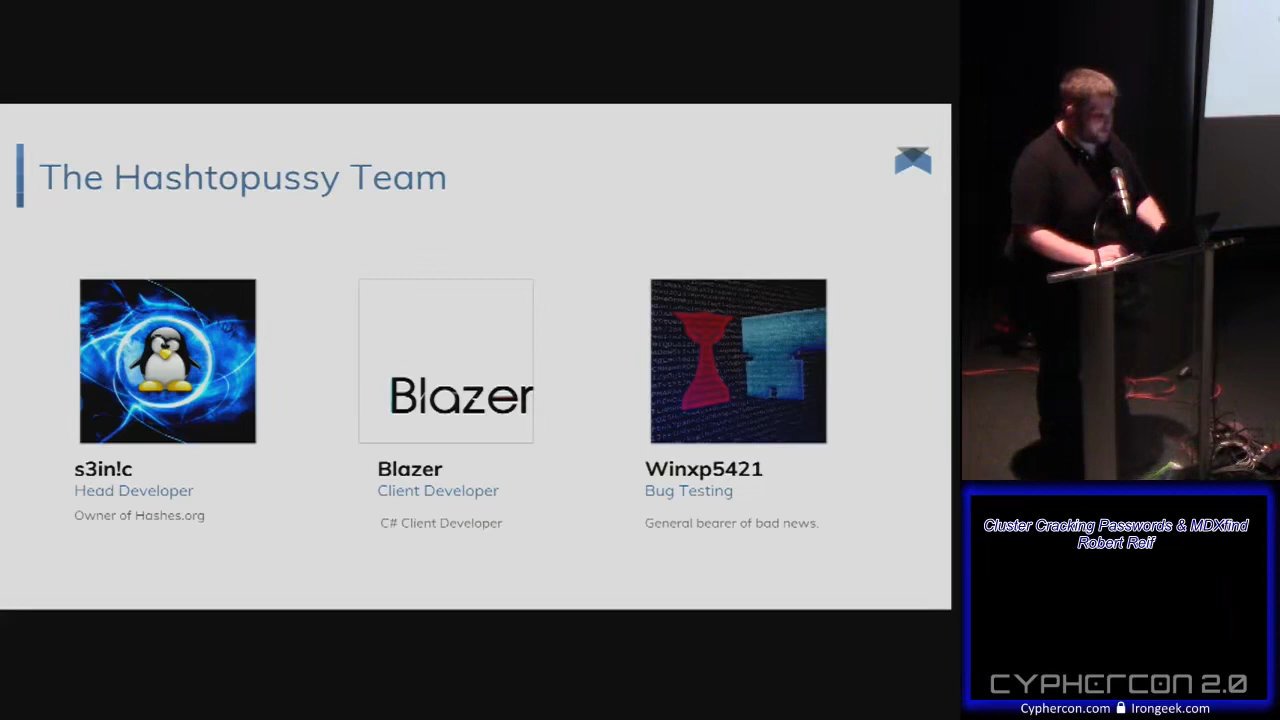 The Hashtopussy Team
Blazer
s3in!c
Head Developer
Owner of Hashes.org
Blazer
Client Developer
C# Client Developer
Winxp5421
Bug Testing
General bearer of bad news.
Cluster Cracking Passwords & MDXfind
Robert Reif
CYPHERCON 2.0
Cyphercon.com Irongeek.com